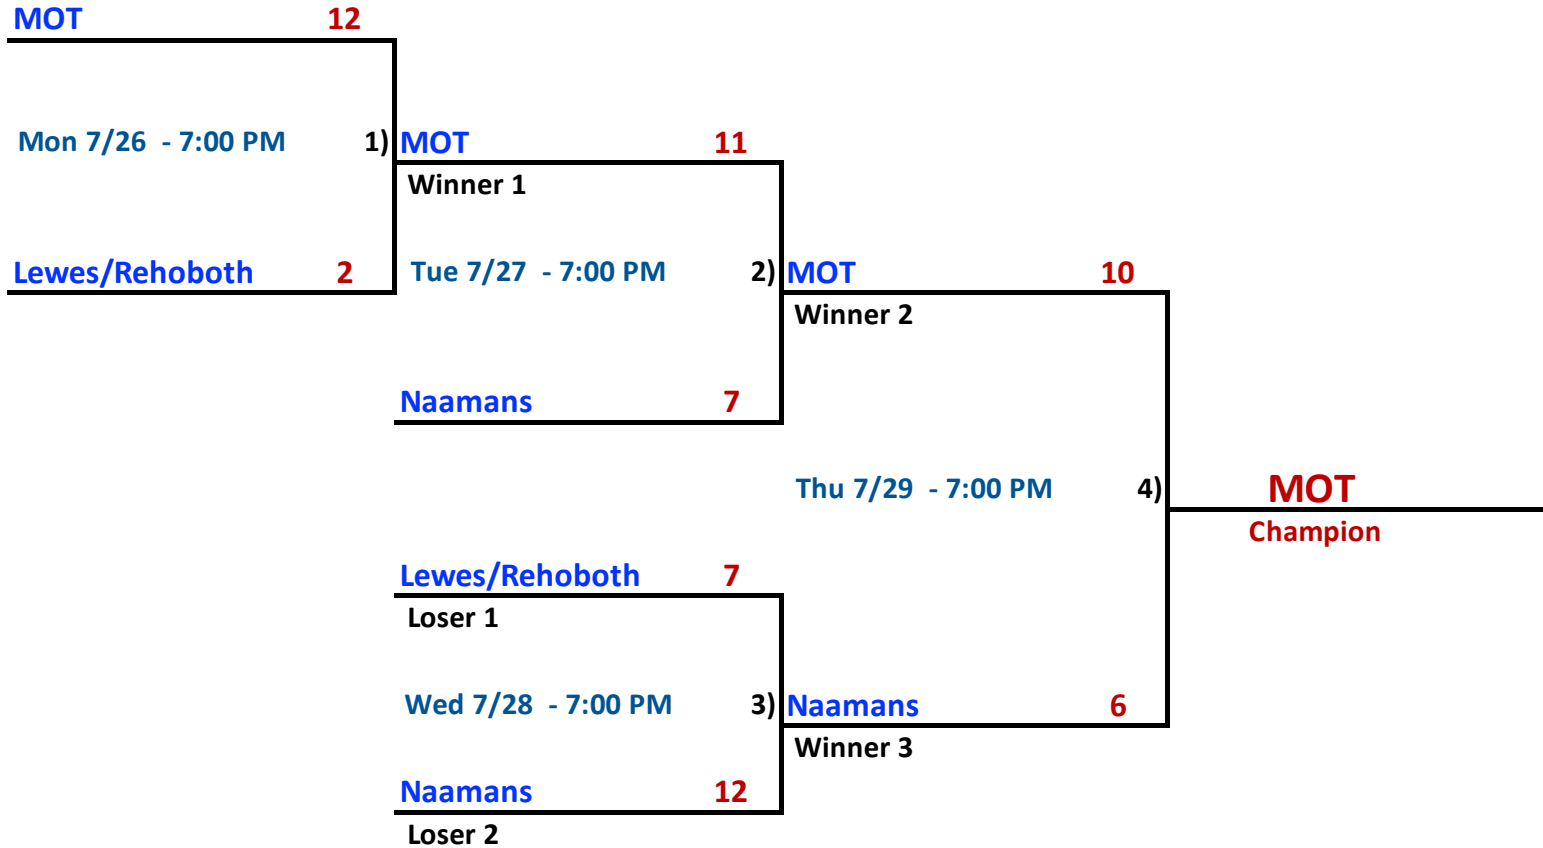 MOT 12
Mon 7/26 - 7:00 PM 1) MOT 11
Winner 1
Lewes/Rehoboth 2 Tue 7/27 - 7:00 PM 2) MOT 10
Winner 2
Naamans 7
Thu 7/29 - 7:00 PM 4) MOT
Champion
Lewes/Rehoboth 7
Loser 1
Wed 7/28 - 7:00 PM 3) Naamans 6
Winner 3
Naamans 12
Loser 2